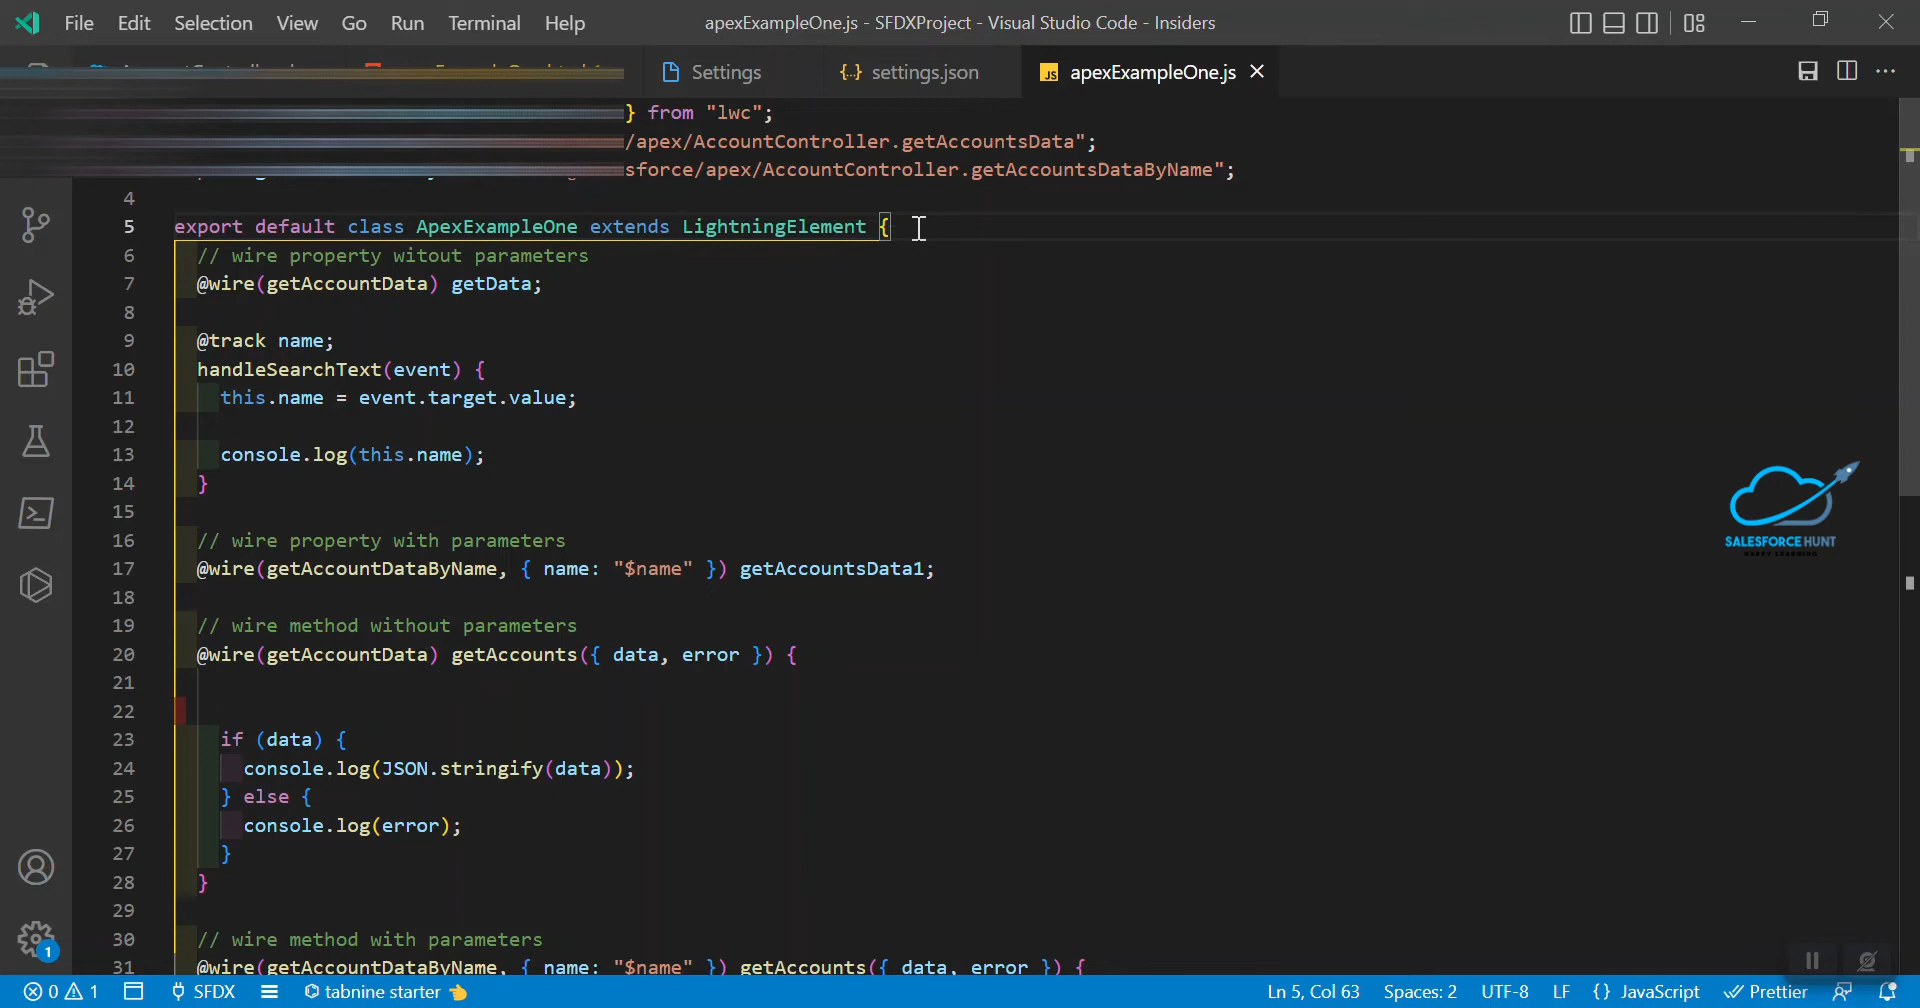 File Edit Selection View Go Run Terminal Help apexExampleOne.js - SFDXProject - Visual Studio Code - Insiders
Settings settings.json JS apexExampleOne.js
} from "lwc";
/apex/AccountController.getAccountsData";
sforce/apex/AccountController.getAccountsDataByName";
4
5 export default class ApexExampleOne extends LightningElement {
6 // wire property witout parameters
7 @wire(getAccountData) getData;
8
9 @track name;
10 handleSearchText(event) {
11 this.name = event.target.value;
12
13 console.log(this.name);
14 }
15
16 // wire property with parameters
17 @wire(getAccountDataByName, { name: "$name" }) getAccountsData1;
18
19 // wire method without parameters
20 @wire(getAccountData) getAccounts({ data, error }) {
21
22
23 if (data) {
24 console.log(JSON.stringify(data));
25 } else {
26 console.log(error);
27 }
28 }
29
30 // wire method with parameters
31 @wire(getAccountDataByName, { name: "$name" }) getAccounts({ data, error }) {
SALESFORCE HUNT
HAPPY LEARNING
1
0 1 SFDX tabnine starter Ln 5, Col 63 Spaces: 2 UTF-8 LF {} JavaScript Prettier